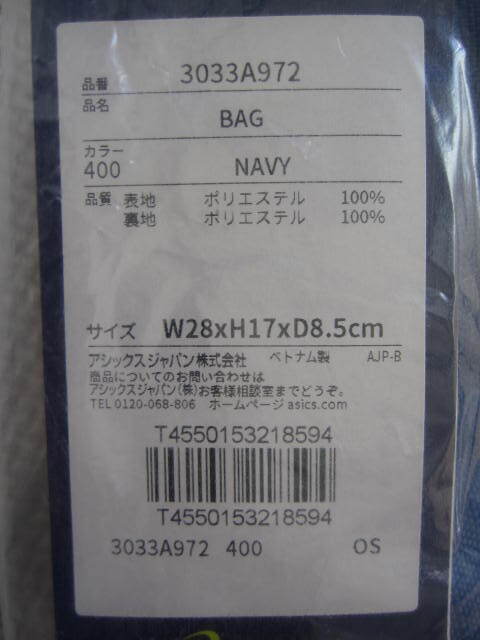 品番 3033A972
品名 BAG
カラー
400 NAVY
品質 表地 ポリエステル 100%
裏地 ポリエステル 100%
サイズ W28xH17xD8.5cm
アシックスジャパン株式会社 ベトナム製 AJP-B
商品についてのお問い合わせは
アシックスジャパン(株)お客様相談室までどうぞ。
TEL 0120-068-806 ホームページ asics.com
T4550153218594
T4550153218594
3033A972 400 OS